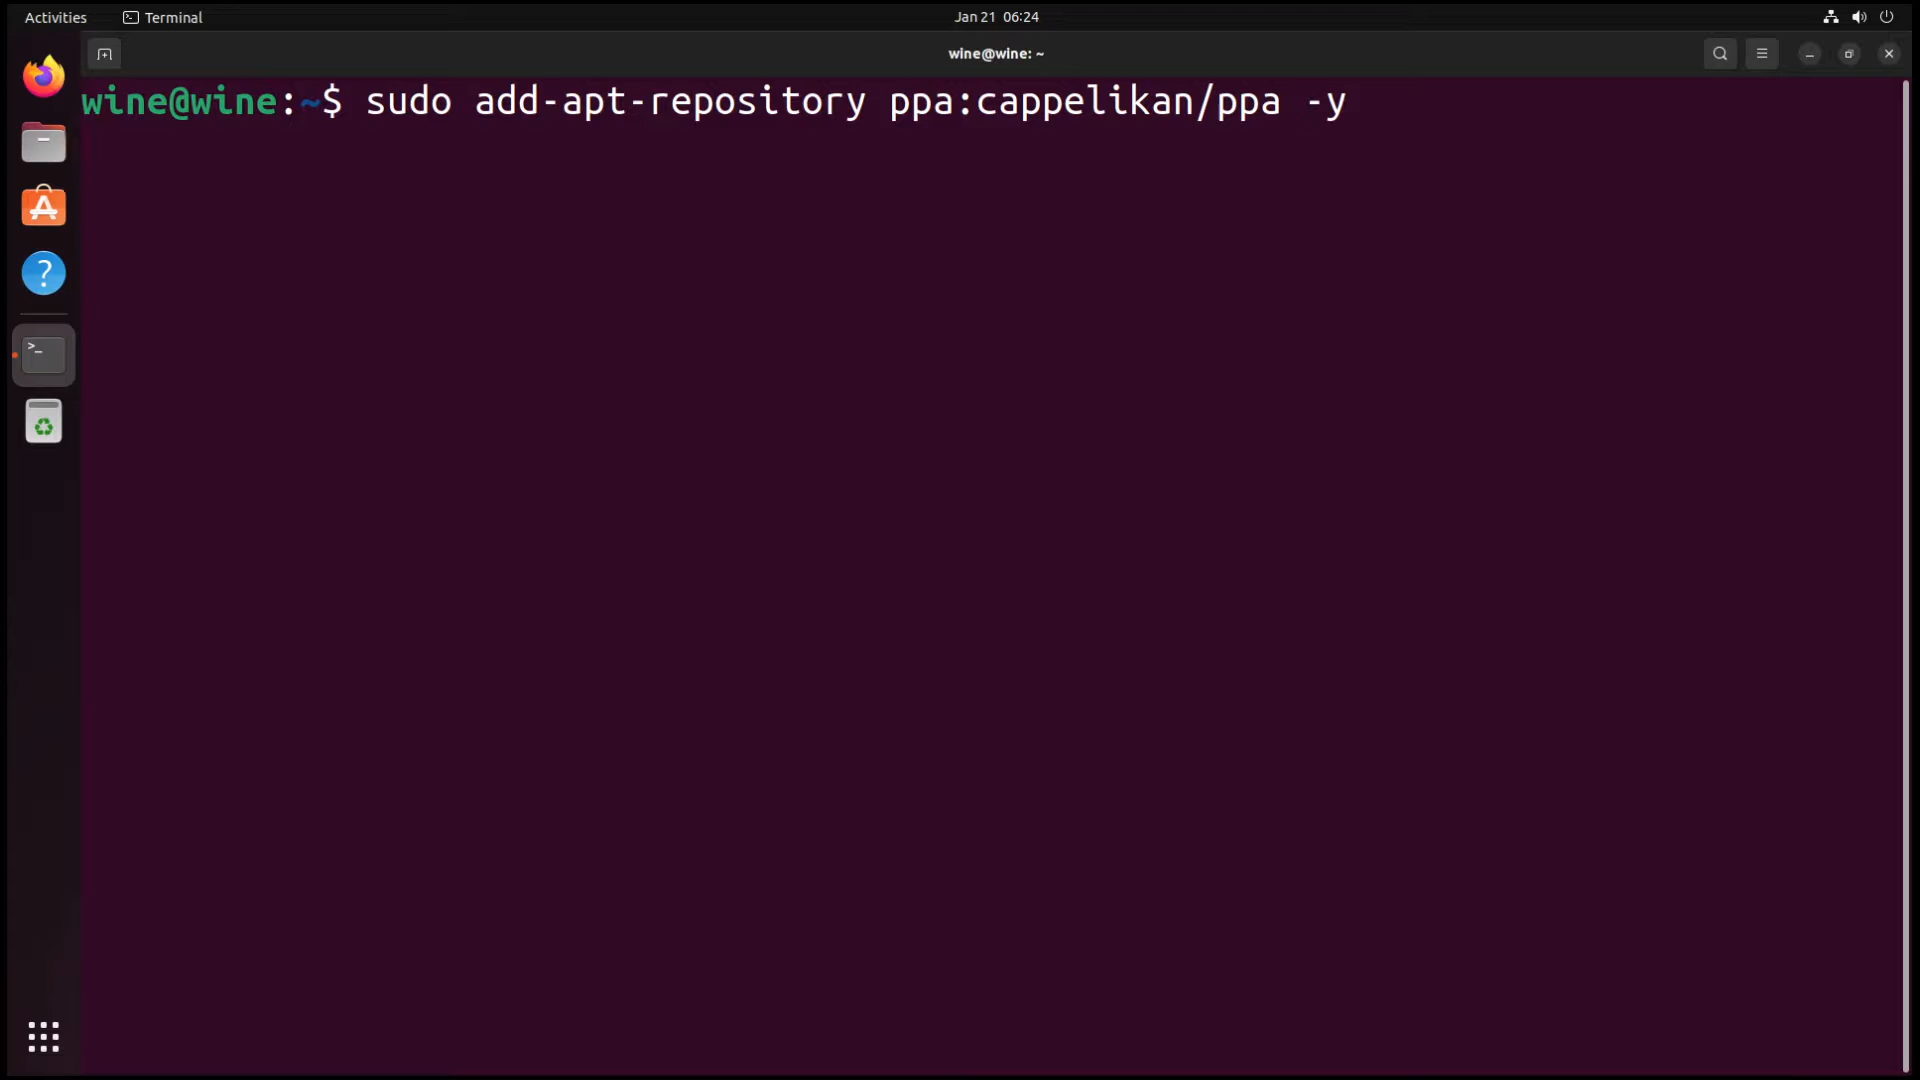 Activities Terminal Jan 21 06:24
wine@wine: ~
wine@wine:~$ sudo add-apt-repository ppa:cappelikan/ppa -y